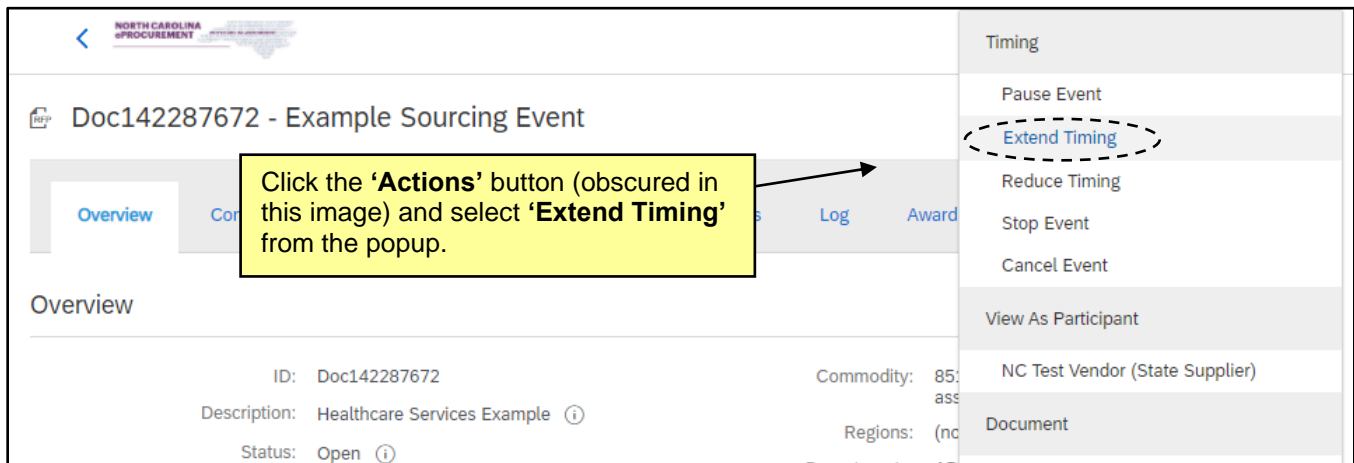 NORTH CAROLINA
ePROCUREMENT
RFP
Doc142287672 - Example Sourcing Event
Click the ‘Actions’ button (obscured in
this image) and select ‘Extend Timing’
from the popup.
Overview
Log
Overview
ID: Doc142287672
Description: Healthcare Services Example
Status: Open
Commodity:
Regions:
Timing
Pause Event
Extend Timing
Reduce Timing
Stop Event
Cancel Event
View As Participant
NC Test Vendor (State Supplier)
Document